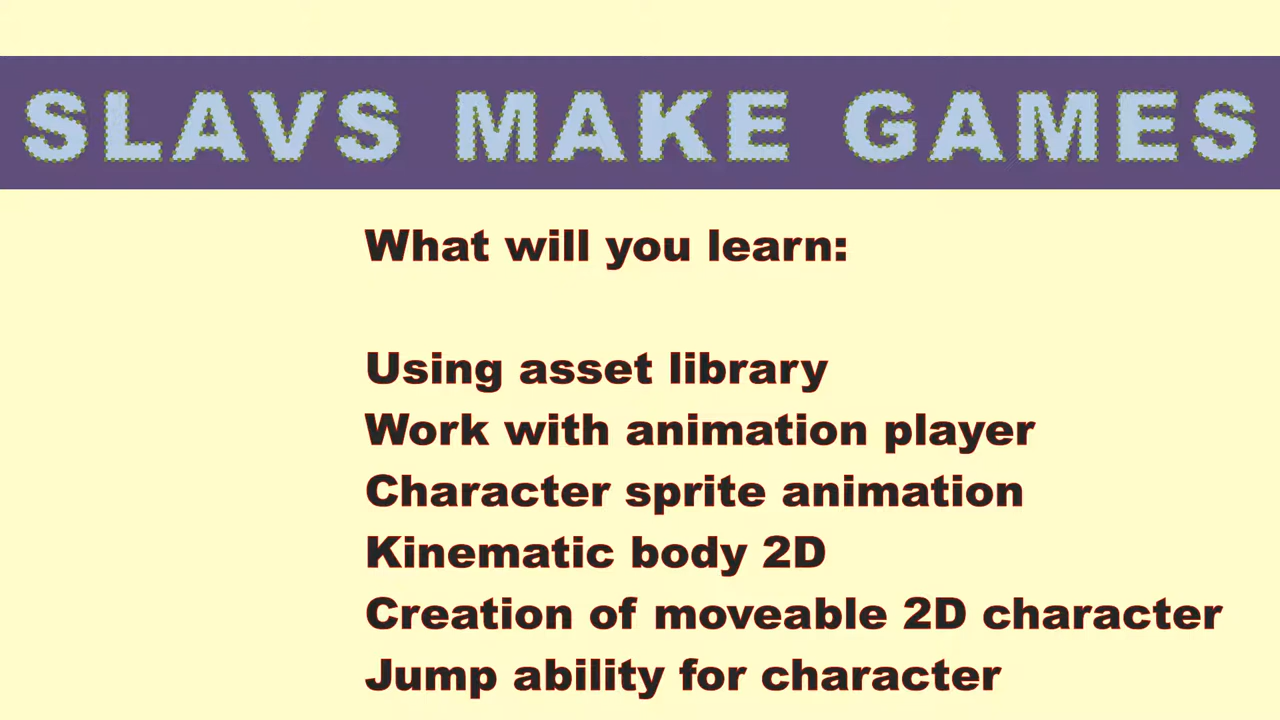 SLAVS MAKE GAMES
What will you learn:
Using asset library
Work with animation player
Character sprite animation
Kinematic body 2D
Creation of moveable 2D character
Jump ability for character